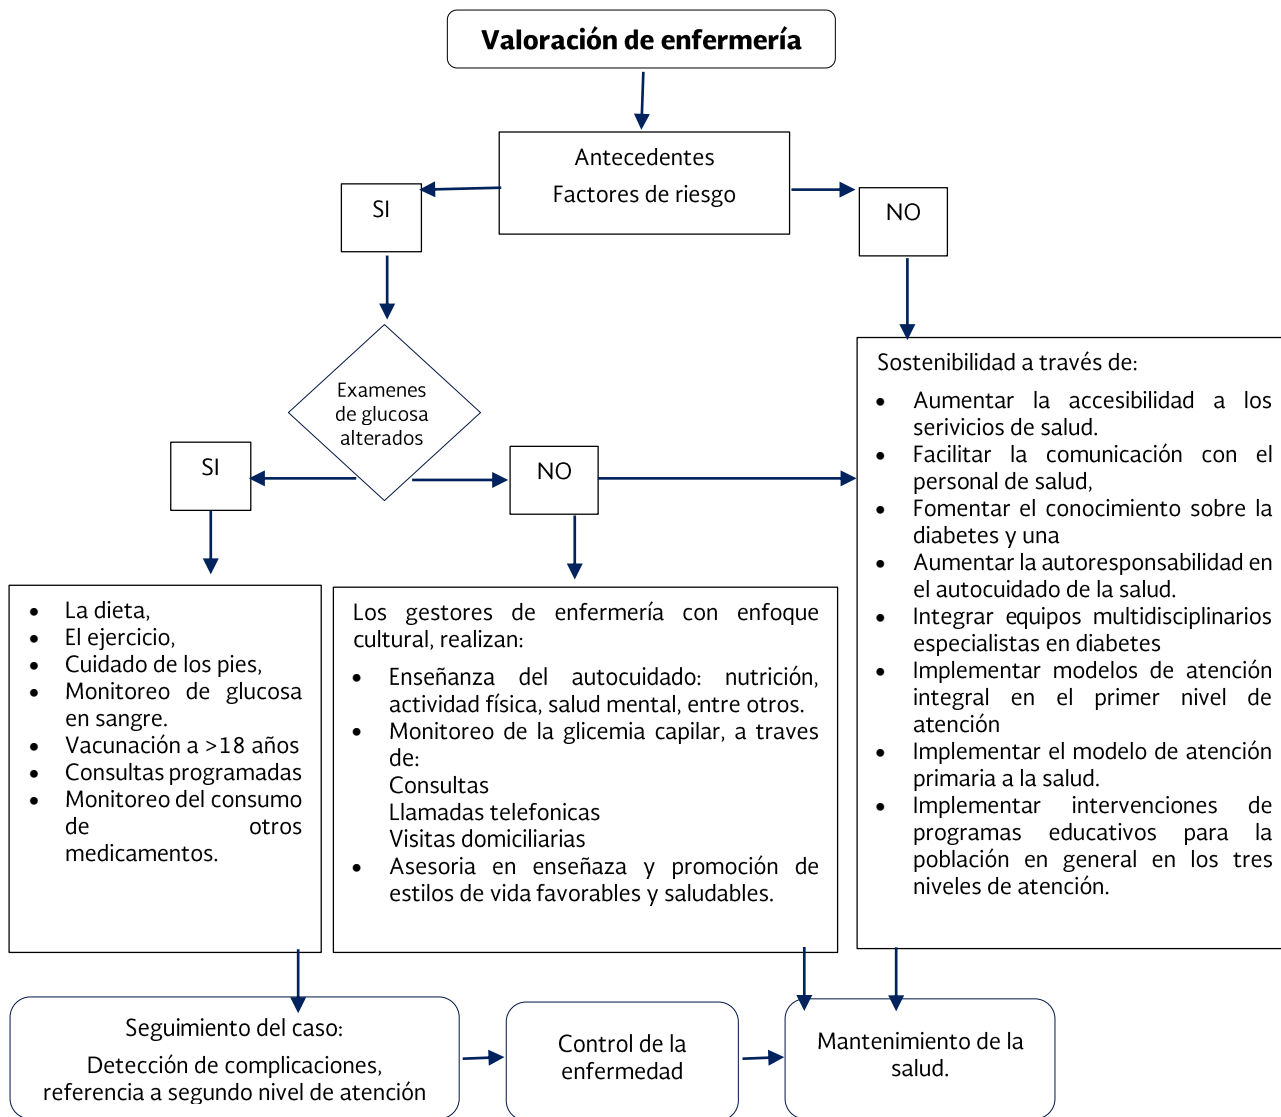 Valoración de enfermería
Antecedentes
Factores de riesgo
SI
NO
Examenes
de glucosa
alterados
SI
NO
• La dieta,
• El ejercicio,
• Cuidado de los pies,
• Monitoreo de glucosa
en sangre.
• Vacunación a >18 años
• Consultas programadas
• Monitoreo del consumo
de otros
medicamentos.
Los gestores de enfermería con enfoque
cultural, realizan:
• Enseñanza del autocuidado: nutrición,
actividad física, salud mental, entre otros.
• Monitoreo de la glicemia capilar, a traves
de:
Consultas
Llamadas telefonicas
Visitas domiciliarias
• Asesoria en enseñaza y promoción de
estilos de vida favorables y saludables.
Sostenibilidad a través de:
• Aumentar la accesibilidad a los
serivicios de salud.
• Facilitar la comunicación con el
personal de salud,
• Fomentar el conocimiento sobre la
diabetes y una
• Aumentar la autoresponsabilidad en
el autocuidado de la salud.
• Integrar equipos multidisciplinarios
especialistas en diabetes
• Implementar modelos de atención
integral en el primer nivel de
atención
• Implementar el modelo de atención
primaria a la salud.
• Implementar intervenciones de
programas educativos para la
población en general en los tres
niveles de atención.
Seguimiento del caso:
Detección de complicaciones,
referencia a segundo nivel de atención
Control de la
enfermedad
Mantenimiento de la
salud.